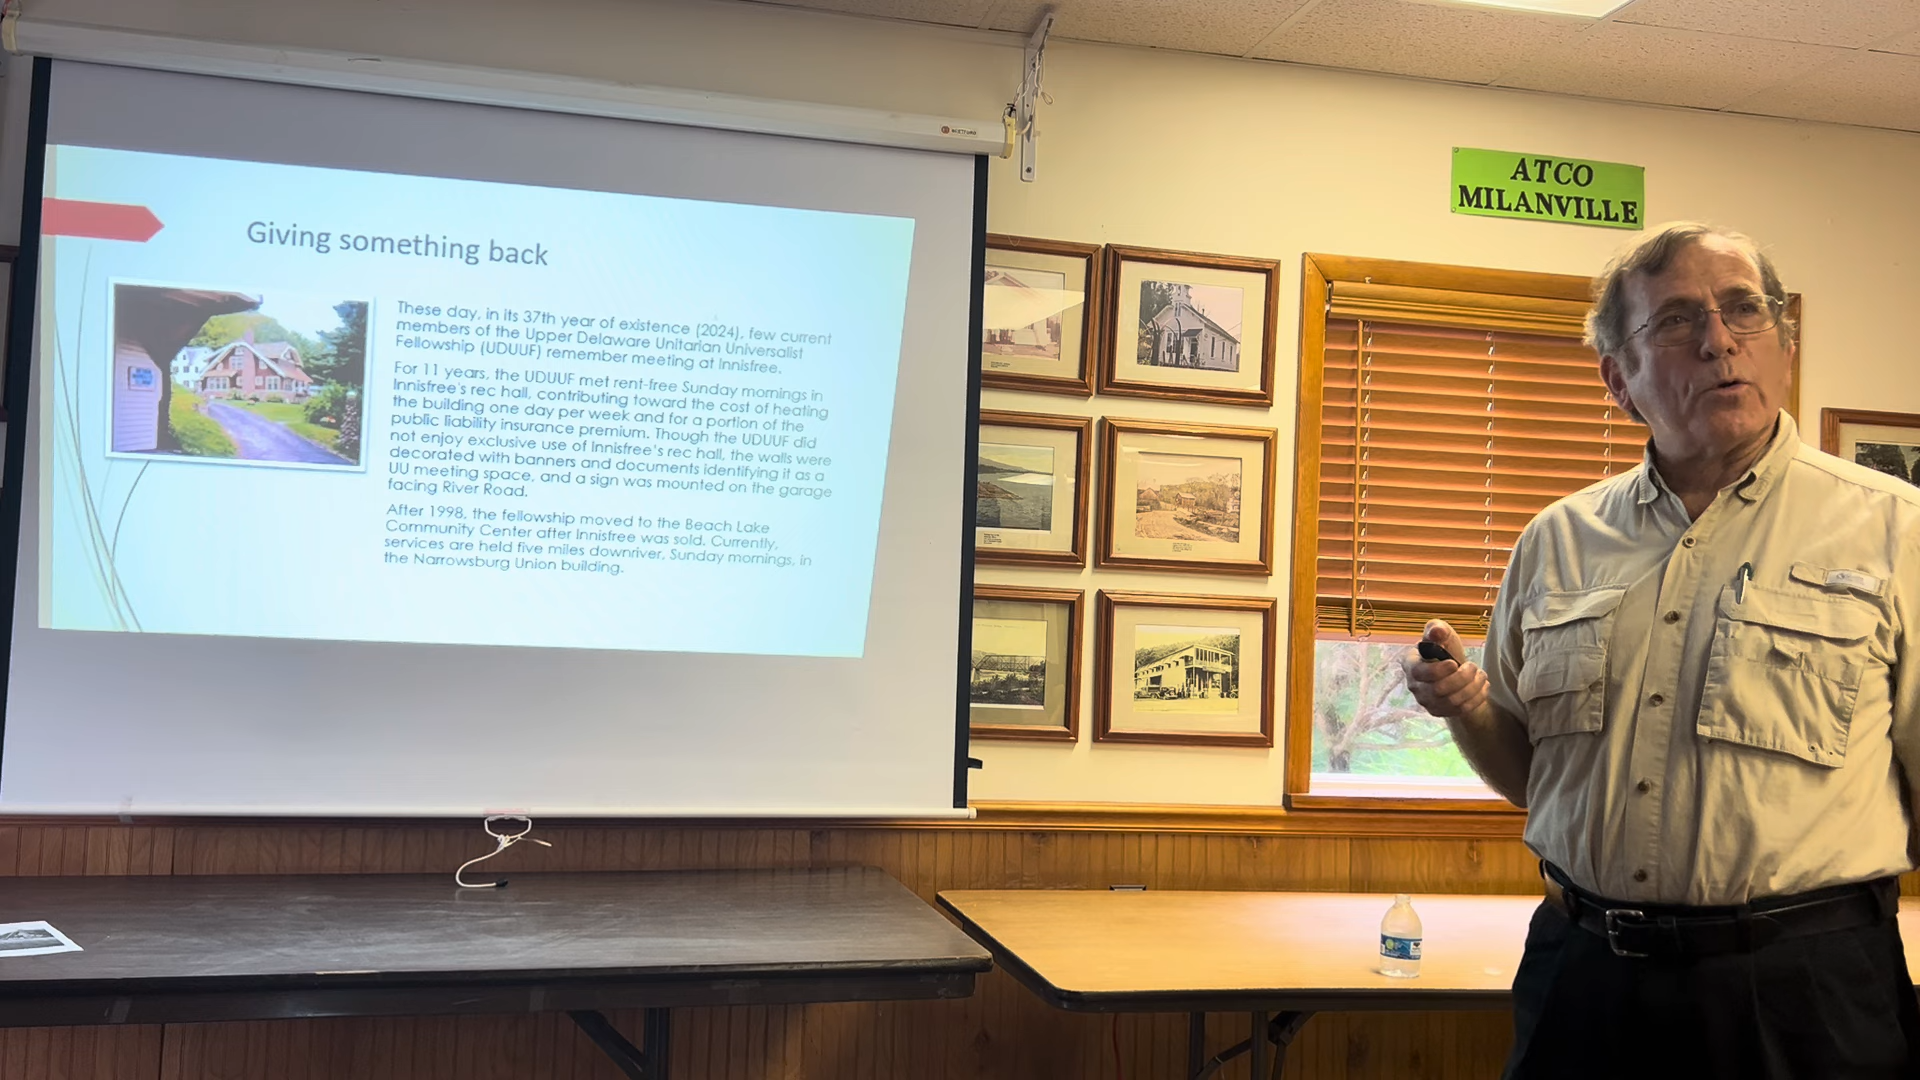 Giving something back
These day, in its 37th year of existence (2024), few current
members of the Upper Delaware Unitarian Universalist
Fellowship (UDUUF) remember meeting at Innisfree.
For 11 years, the UDUUF met rent-free Sunday mornings in
Innisfree's rec hall, contributing toward the cost of heating
the building one day per week and for a portion of the
public liability insurance premium. Though the UDUUF did
not enjoy exclusive use of Innisfree's rec hall, the walls were
decorated with banners and documents identifying it as a
UU meeting space, and a sign was mounted on the garage
facing River Road.
After 1998, the fellowship moved to the Beach Lake
Community Center after Innisfree was sold. Currently,
services are held five miles downriver, Sunday mornings, in
the Narrowsburg Union building.
ATCO
MILANVILLE